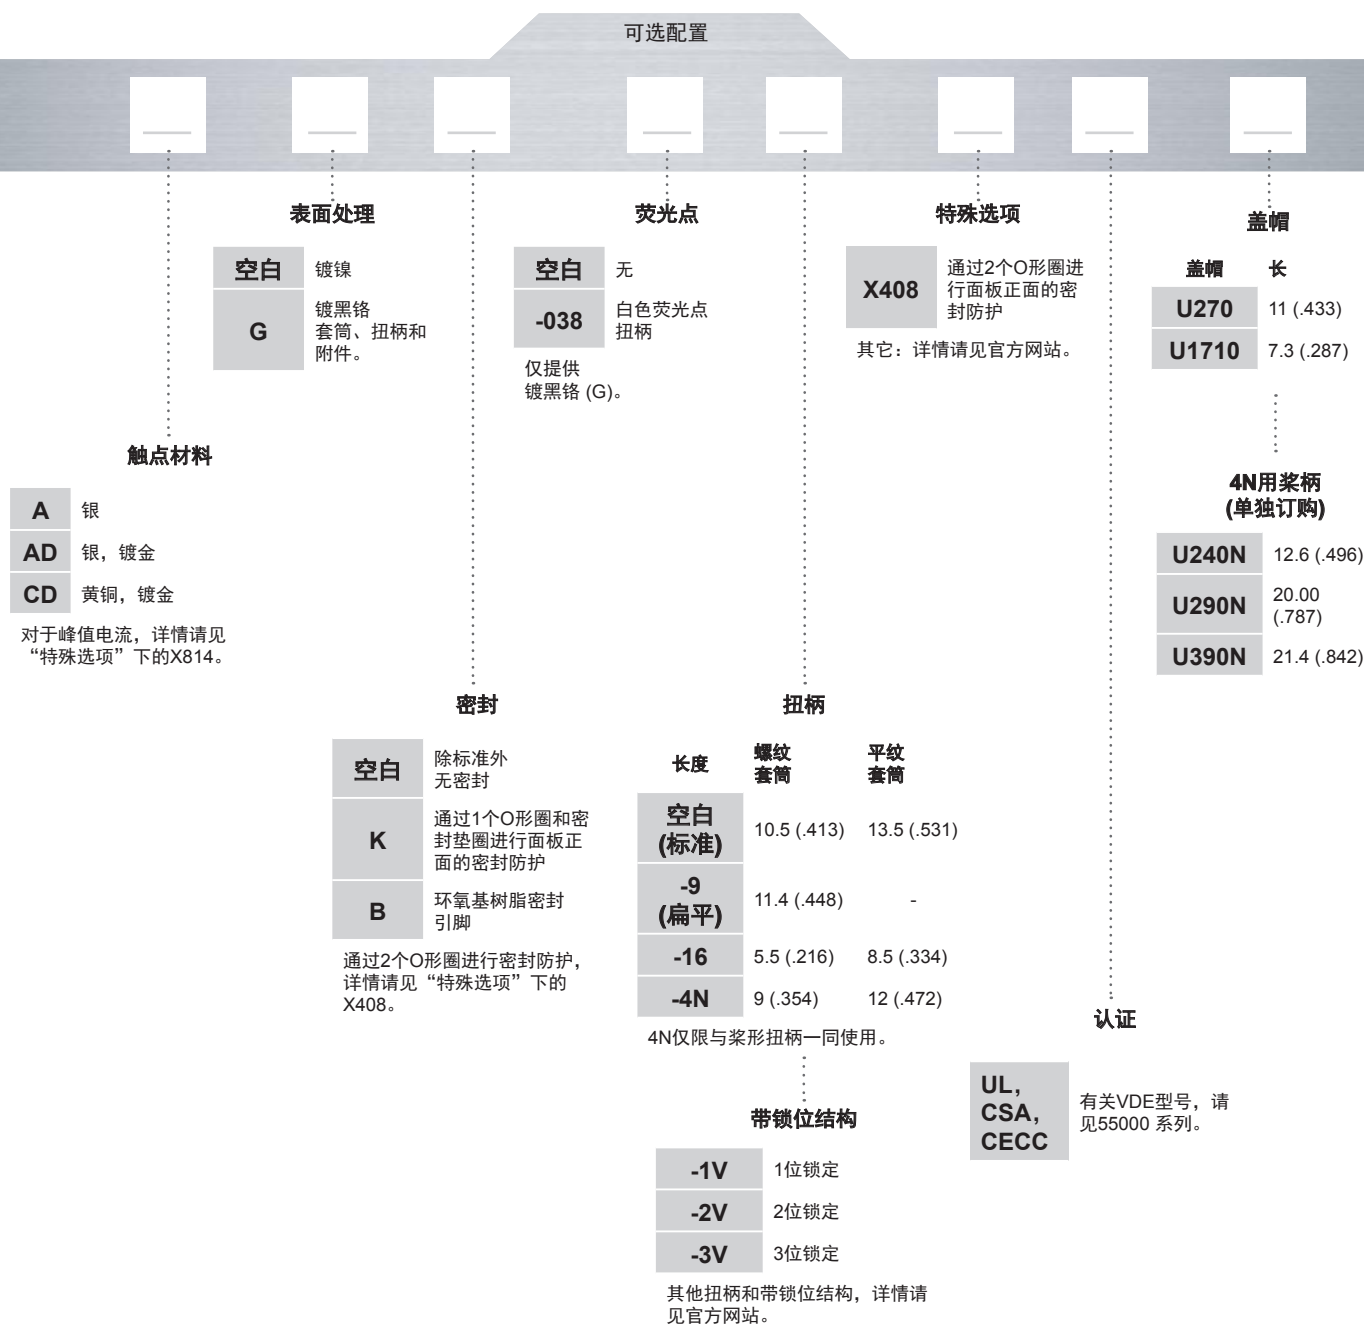 可选配置
表面处理
空白 镀镍
G 镀黑铬
套筒、扭柄和
附件。
荧光点
空白 无
-038 白色荧光点
扭柄
仅提供
镀黑铬 (G)。
特殊选项
X408 通过2个O形圈进
行面板正面的密
封防护
其它：详情请见官方网站。
盖帽
盖帽 长
U270 11 (.433)
U1710 7.3 (.287)
4N用桨柄
(单独订购)
U240N 12.6 (.496)
U290N 20.00
(.787)
U390N 21.4 (.842)
触点材料
A 银
AD 银，镀金
CD 黄铜，镀金
对于峰值电流，详情请见
“特殊选项”下的X814。
密封
空白 除标准外
无密封
K 通过1个O形圈和密
封垫圈进行面板正
面的密封防护
B 环氧基树脂密封
引脚
通过2个O形圈进行密封防护，
详情请见“特殊选项”下的
X408。
扭柄
长度 螺纹
套筒 平纹
套筒
空白
(标准) 10.5 (.413) 13.5 (.531)
-9
(扁平) 11.4 (.448) -
-16 5.5 (.216) 8.5 (.334)
-4N 9 (.354) 12 (.472)
4N仅限与桨形扭柄一同使用。
带锁位结构
-1V 1位锁定
-2V 2位锁定
-3V 3位锁定
其他扭柄和带锁位结构，详情请
见官方网站。
认证
UL,
CSA,
CECC
有关VDE型号，请
见55000 系列。